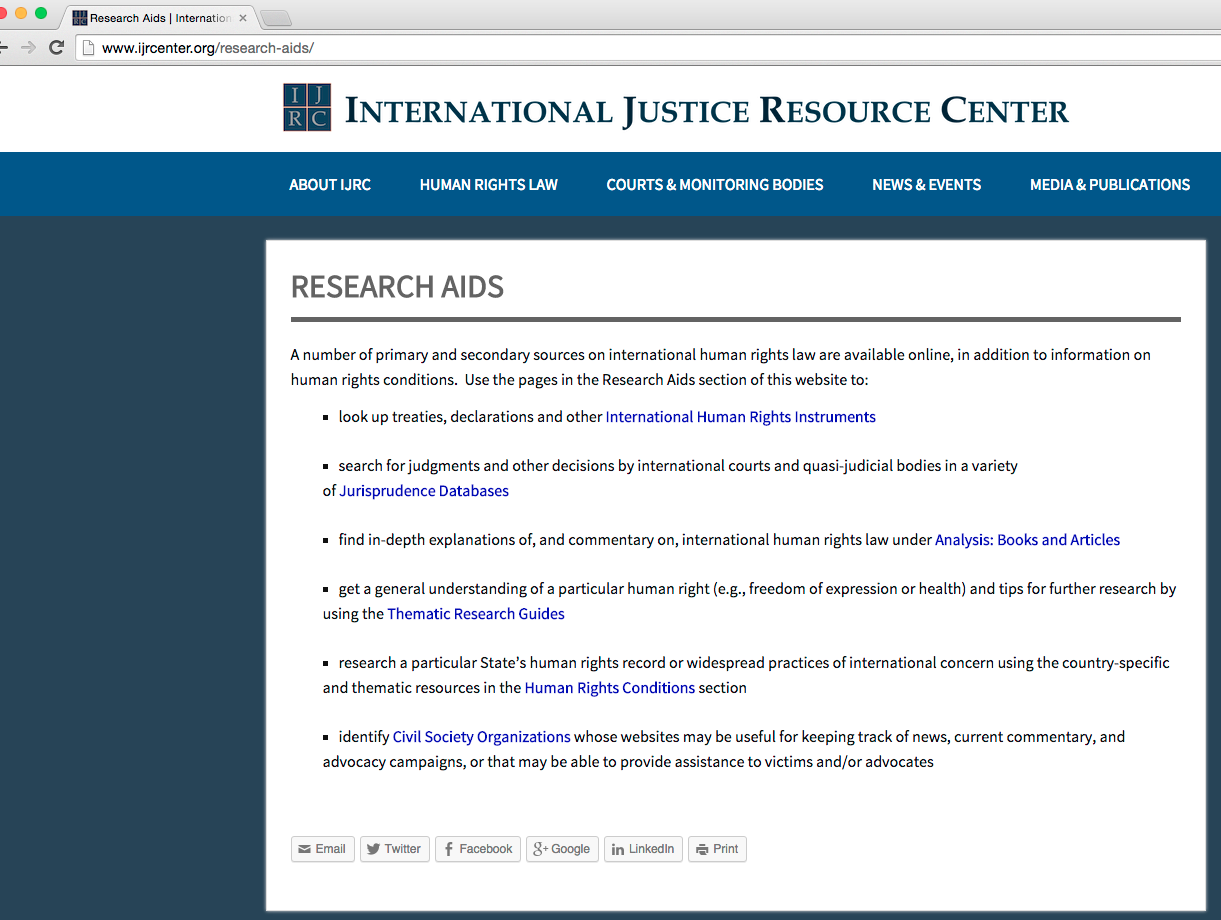 Research Aids | Internation
www.ijrcenter.org/research-aids/
I J
R C
INTERNATIONAL JUSTICE RESOURCE CENTER
ABOUT IJRC HUMAN RIGHTS LAW COURTS & MONITORING BODIES NEWS & EVENTS MEDIA & PUBLICATIONS
RESEARCH AIDS
A number of primary and secondary sources on international human rights law are available online, in addition to information on
human rights conditions. Use the pages in the Research Aids section of this website to:
▪ look up treaties, declarations and other International Human Rights Instruments
▪ search for judgments and other decisions by international courts and quasi-judicial bodies in a variety
of Jurisprudence Databases
▪ find in-depth explanations of, and commentary on, international human rights law under Analysis: Books and Articles
▪ get a general understanding of a particular human right (e.g., freedom of expression or health) and tips for further research by
using the Thematic Research Guides
▪ research a particular State’s human rights record or widespread practices of international concern using the country-specific
and thematic resources in the Human Rights Conditions section
▪ identify Civil Society Organizations whose websites may be useful for keeping track of news, current commentary, and
advocacy campaigns, or that may be able to provide assistance to victims and/or advocates
Email Twitter Facebook Google LinkedIn Print